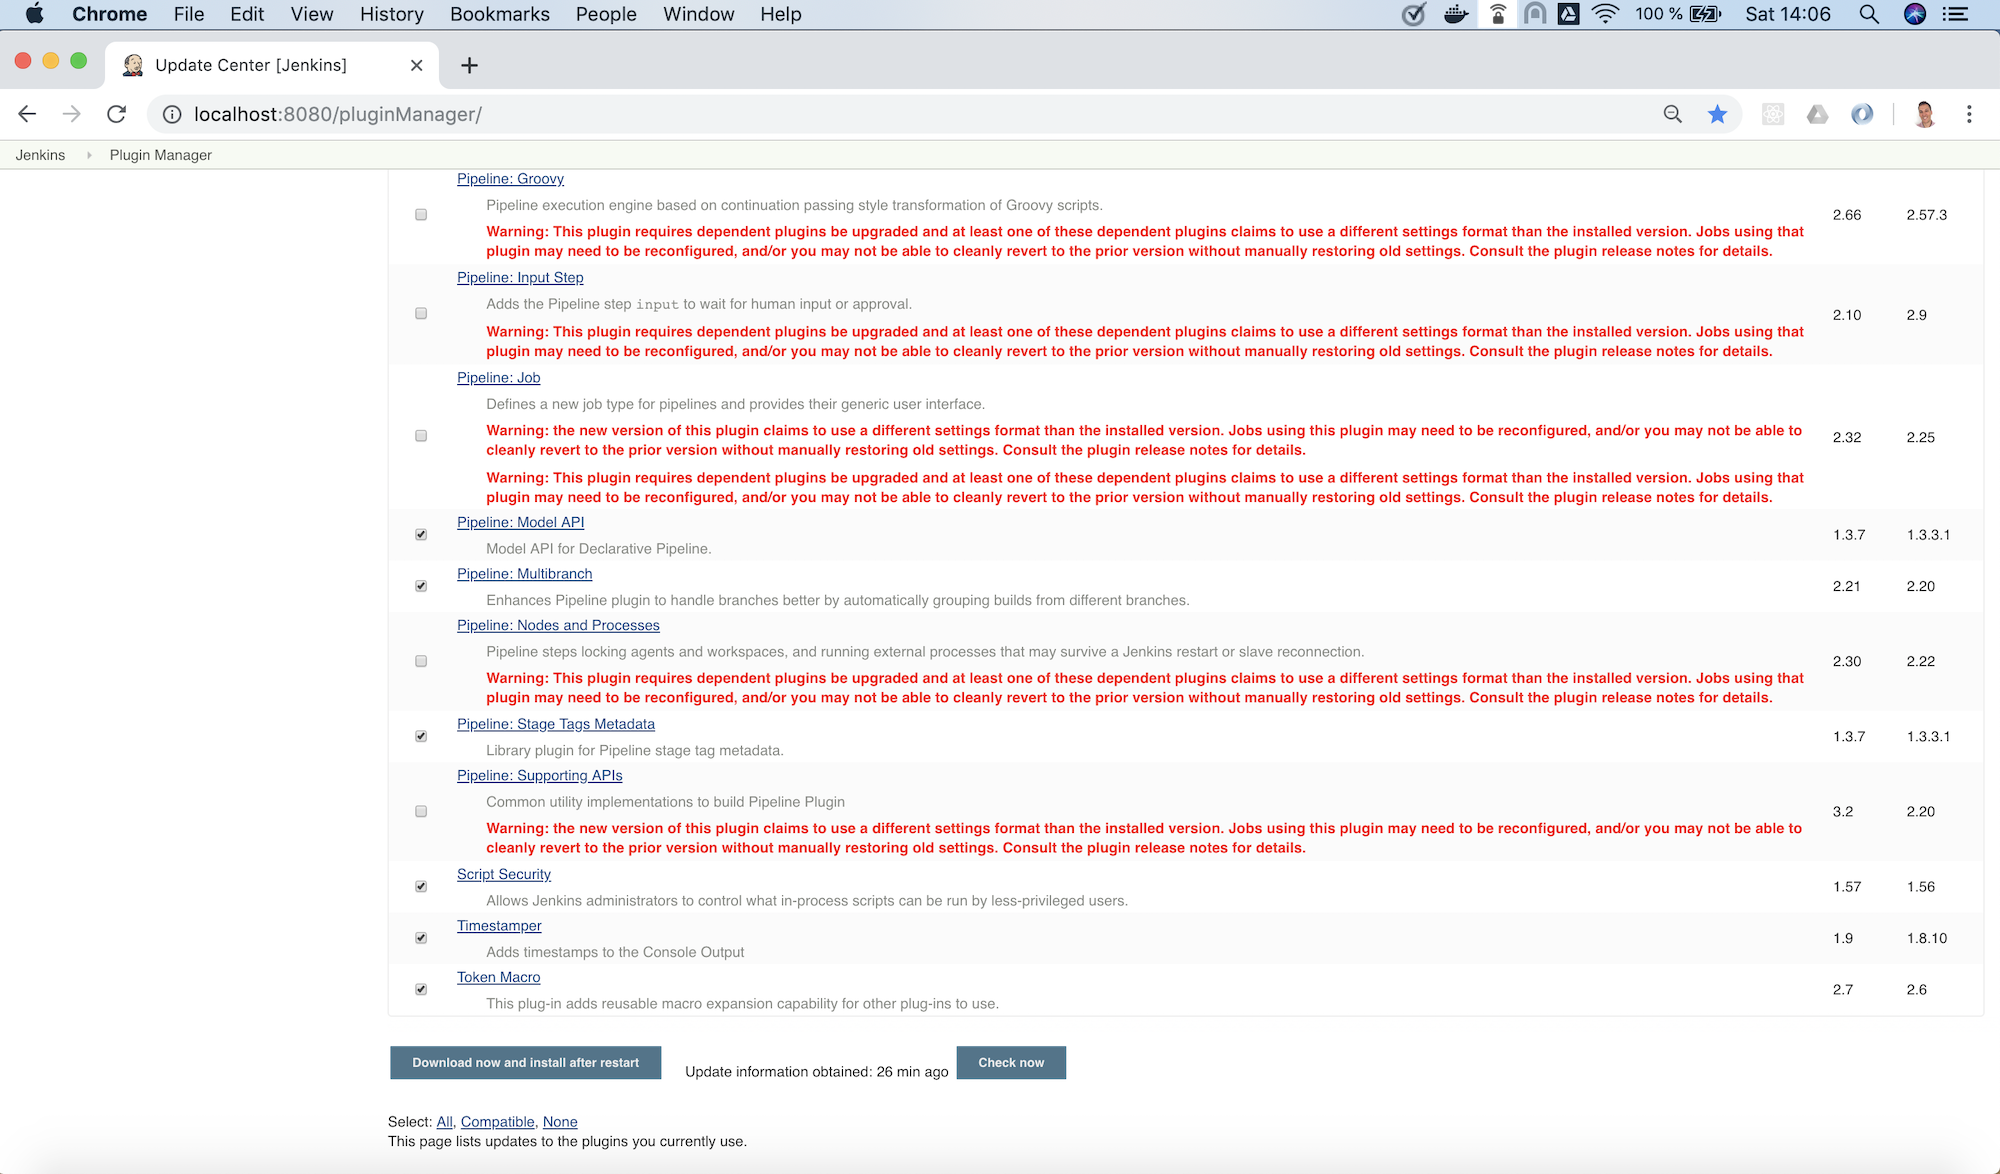 Chrome File Edit View History Bookmarks People Window Help 100 % Sat 14:06
Update Center [Jenkins]
localhost:8080/pluginManager/
Jenkins Plugin Manager
Pipeline: Groovy
Pipeline execution engine based on continuation passing style transformation of Groovy scripts.
Warning: This plugin requires dependent plugins be upgraded and at least one of these dependent plugins claims to use a different settings format than the installed version. Jobs using that
plugin may need to be reconfigured, and/or you may not be able to cleanly revert to the prior version without manually restoring old settings. Consult the plugin release notes for details.
2.66 2.57.3
Pipeline: Input Step
Adds the Pipeline step input to wait for human input or approval.
Warning: This plugin requires dependent plugins be upgraded and at least one of these dependent plugins claims to use a different settings format than the installed version. Jobs using that
plugin may need to be reconfigured, and/or you may not be able to cleanly revert to the prior version without manually restoring old settings. Consult the plugin release notes for details.
2.10 2.9
Pipeline: Job
Defines a new job type for pipelines and provides their generic user interface.
Warning: the new version of this plugin claims to use a different settings format than the installed version. Jobs using this plugin may need to be reconfigured, and/or you may not be able to
cleanly revert to the prior version without manually restoring old settings. Consult the plugin release notes for details.
Warning: This plugin requires dependent plugins be upgraded and at least one of these dependent plugins claims to use a different settings format than the installed version. Jobs using that
plugin may need to be reconfigured, and/or you may not be able to cleanly revert to the prior version without manually restoring old settings. Consult the plugin release notes for details.
2.32 2.25
Pipeline: Model API
Model API for Declarative Pipeline.
1.3.7 1.3.3.1
Pipeline: Multibranch
Enhances Pipeline plugin to handle branches better by automatically grouping builds from different branches.
2.21 2.20
Pipeline: Nodes and Processes
Pipeline steps locking agents and workspaces, and running external processes that may survive a Jenkins restart or slave reconnection.
Warning: This plugin requires dependent plugins be upgraded and at least one of these dependent plugins claims to use a different settings format than the installed version. Jobs using that
plugin may need to be reconfigured, and/or you may not be able to cleanly revert to the prior version without manually restoring old settings. Consult the plugin release notes for details.
2.30 2.22
Pipeline: Stage Tags Metadata
Library plugin for Pipeline stage tag metadata.
1.3.7 1.3.3.1
Pipeline: Supporting APIs
Common utility implementations to build Pipeline Plugin
Warning: the new version of this plugin claims to use a different settings format than the installed version. Jobs using this plugin may need to be reconfigured, and/or you may not be able to
cleanly revert to the prior version without manually restoring old settings. Consult the plugin release notes for details.
3.2 2.20
Script Security
Allows Jenkins administrators to control what in-process scripts can be run by less-privileged users.
1.57 1.56
Timestamper
Adds timestamps to the Console Output
1.9 1.8.10
Token Macro
This plug-in adds reusable macro expansion capability for other plug-ins to use.
2.7 2.6
Download now and install after restart Update information obtained: 26 min ago Check now
Select: All, Compatible, None
This page lists updates to the plugins you currently use.